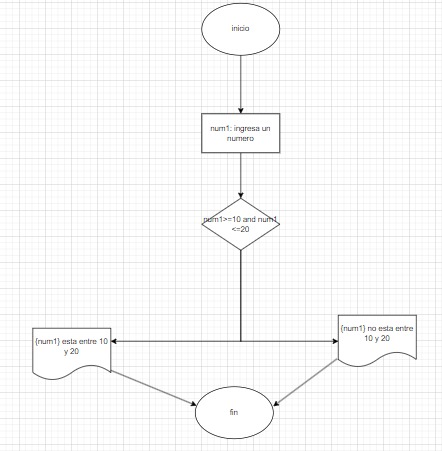 inicio
num1: ingresa un
numero
num1>=10 and num1
<=20
{num1} esta entre 10
y 20
{num1} no esta entre
10 y 20
fin